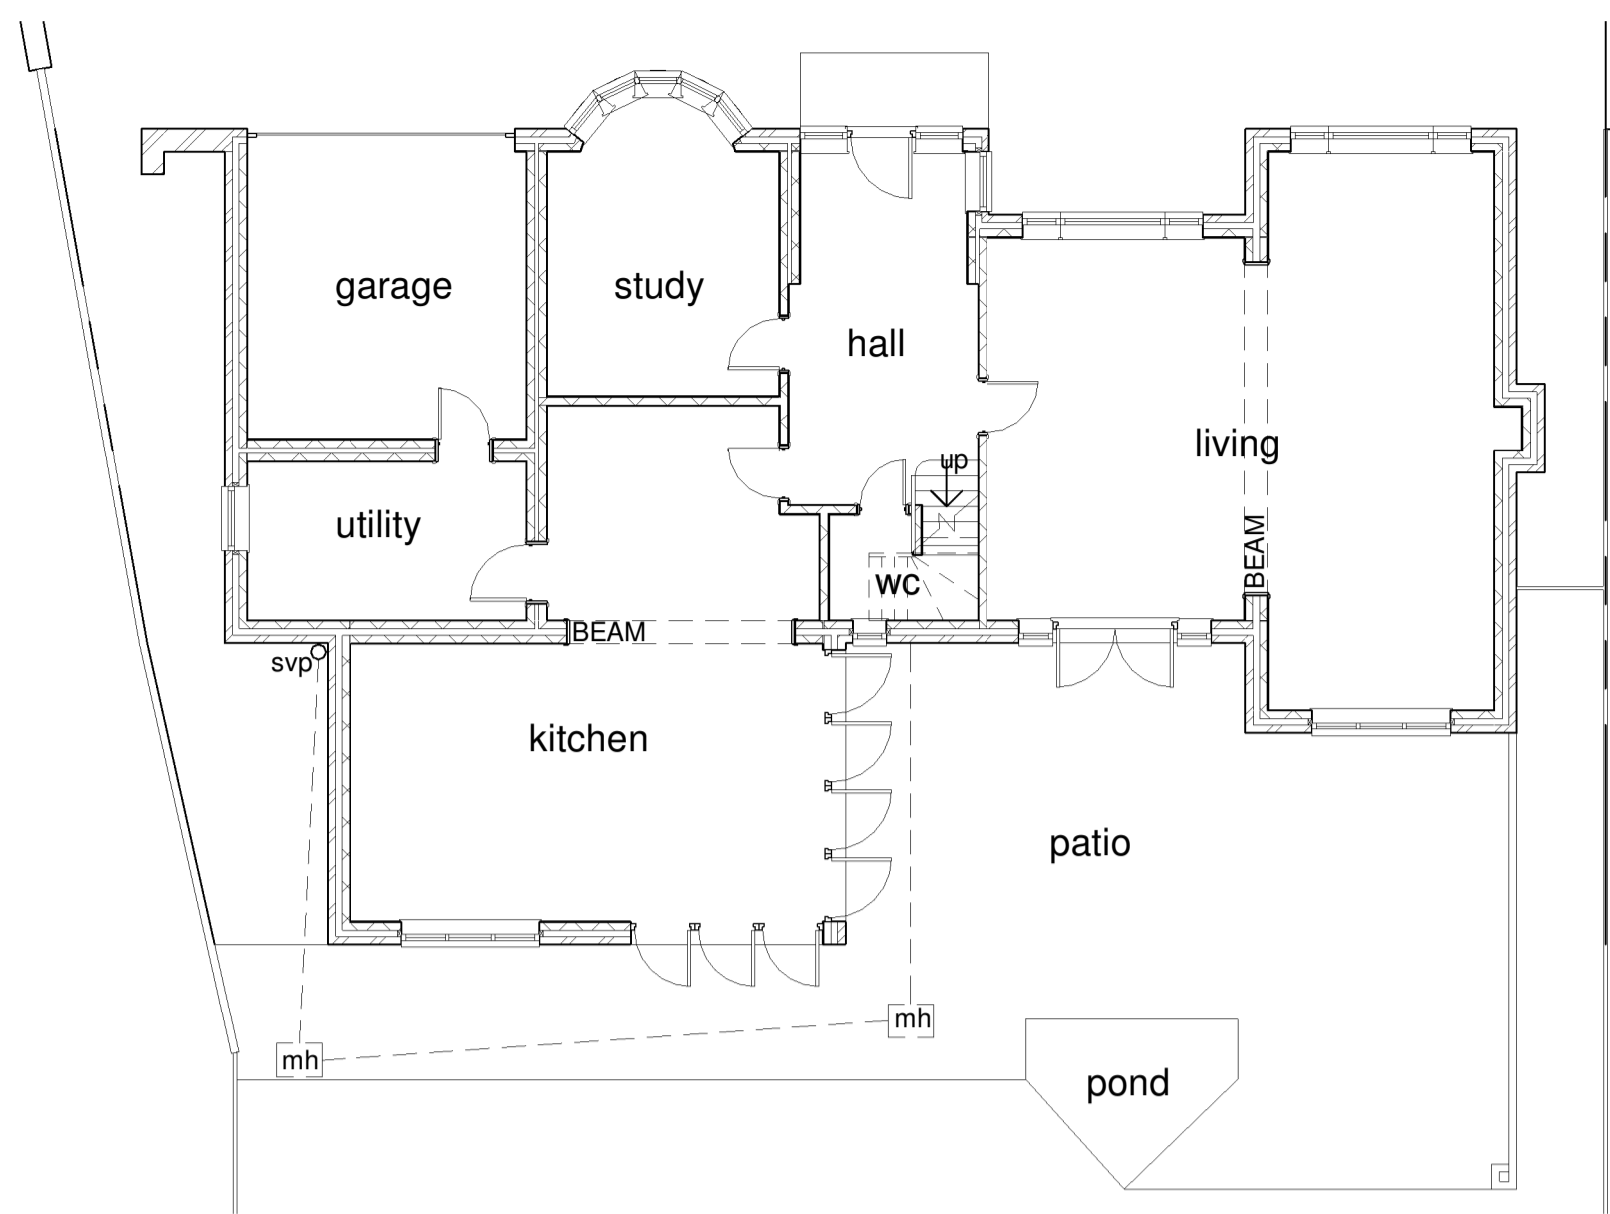 garage
study
hall
living
up
utility
BEAM
wc
BEAM
svp
kitchen
patio
mh
mh
pond